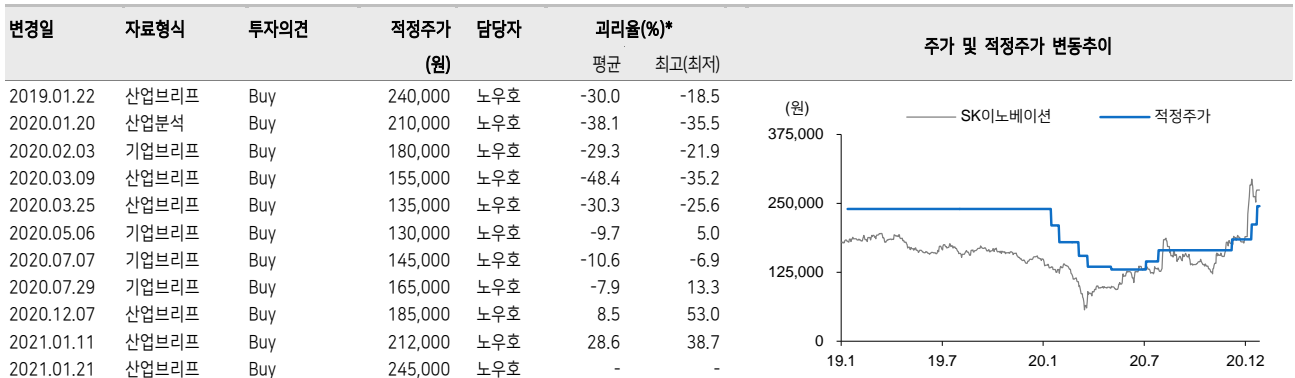 변경일 자료형식 투자의견 적정주가 담당자 괴리율(%)* 주가 및 적정주가 변동추이
(원) 평균 최고(최저)
2019.01.22 산업브리프 Buy 240,000 노우호 -30.0 -18.5
2020.01.20 산업분석 Buy 210,000 노우호 -38.1 -35.5
2020.02.03 기업브리프 Buy 180,000 노우호 -29.3 -21.9
2020.03.09 산업브리프 Buy 155,000 노우호 -48.4 -35.2
2020.03.25 산업브리프 Buy 135,000 노우호 -30.3 -25.6
2020.05.06 기업브리프 Buy 130,000 노우호 -9.7 5.0
2020.07.07 기업브리프 Buy 145,000 노우호 -10.6 -6.9
2020.07.29 기업브리프 Buy 165,000 노우호 -7.9 13.3
2020.12.07 산업브리프 Buy 185,000 노우호 8.5 53.0
2021.01.11 산업브리프 Buy 212,000 노우호 28.6 38.7
2021.01.21 산업브리프 Buy 245,000 노우호 - -
(원) SK이노베이션 적정주가
375,000
250,000
125,000
0
19.1 19.7 20.1 20.7 20.12